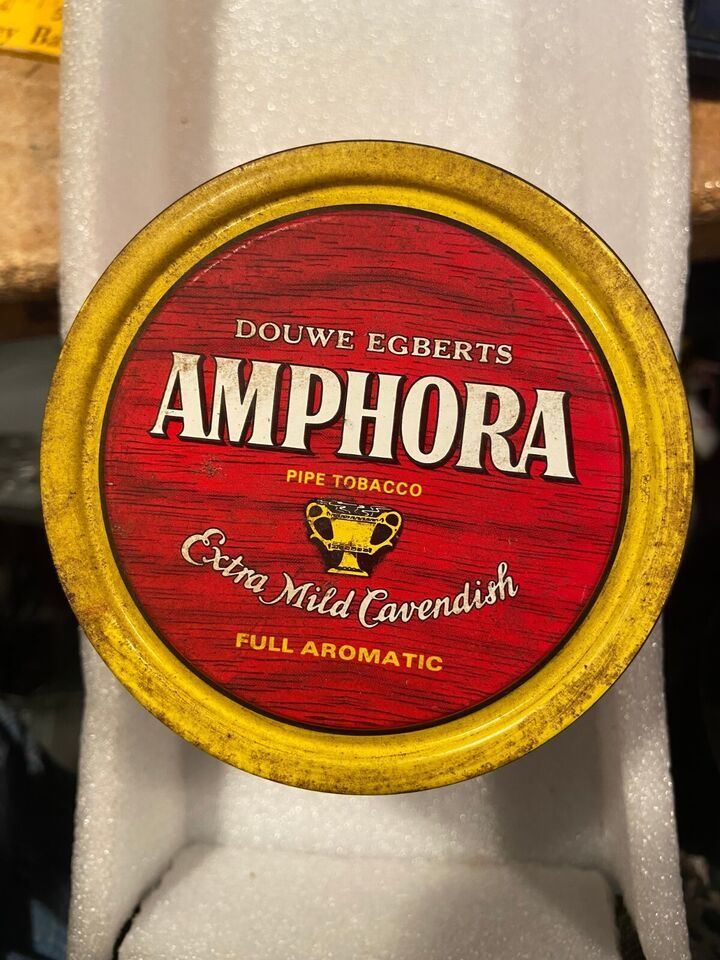 DOUWE EGBERTS
AMPHORA
PIPE TOBACCO
Extra Mild Cavendish
FULL AROMATIC